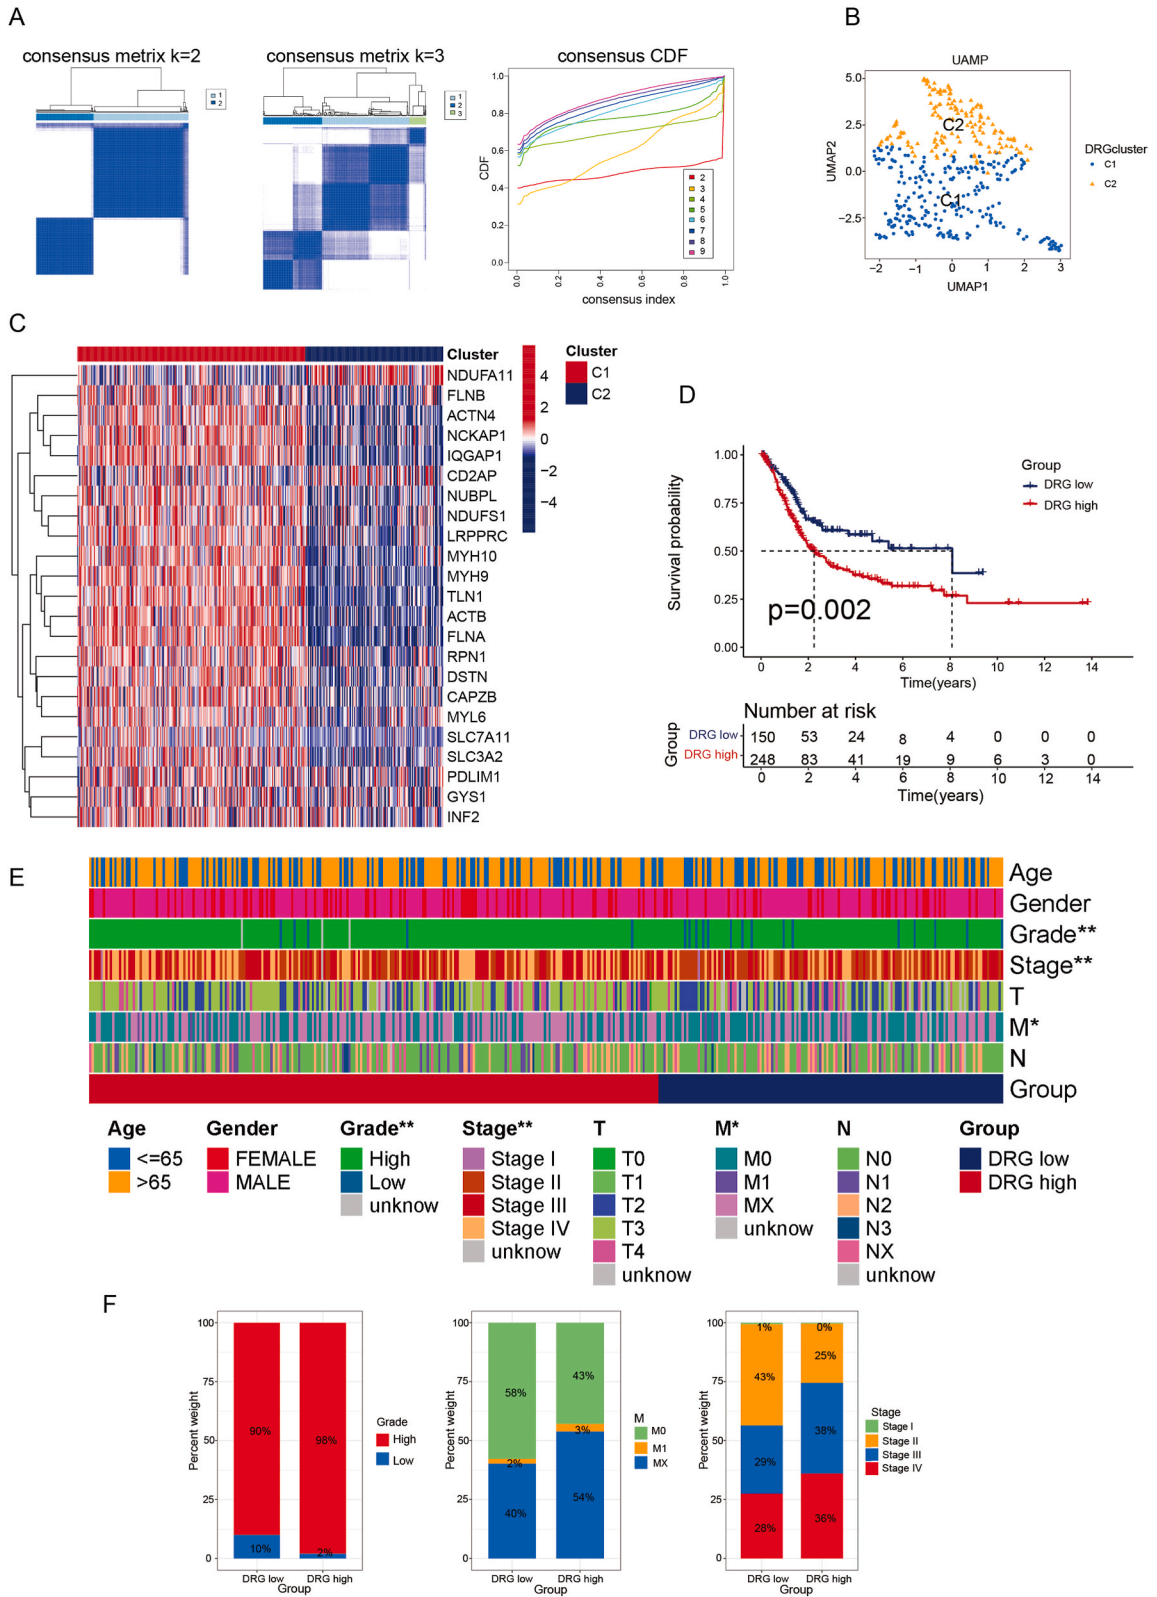 A
consensus metrix k=2
1
2
consensus metrix k=3
1
2
3
consensus CDF
1.0
0.8
0.6
0.4
0.2
0.0
CDF
2
3
4
5
6
7
8
9
0.0 0.2 0.4 0.6 0.8 1.0
consensus index
B
UAMP
5.0
2.5
0.0
−2.5
UMAP2
C2
C1
−2 −1 0 1 2 3
UMAP1
DRGcluster
C1
C2
C
Cluster
NDUFA11
FLNB
ACTN4
NCKAP1
IQGAP1
CD2AP
NUBPL
NDUFS1
LRPPRC
MYH10
MYH9
TLN1
ACTB
FLNA
RPN1
DSTN
CAPZB
MYL6
SLC7A11
SLC3A2
PDLIM1
GYS1
INF2
4
2
0
−2
−4
Cluster
C1
C2
D
1.00
0.75
0.50
0.25
0.00
Survival probability
p=0.002
Group
DRG low
DRG high
0 2 4 6 8 10 12 14
Time(years)
Number at risk
Group
DRG low 150 53 24 8 4 0 0 0
DRG high 248 83 41 19 9 6 3 0
0 2 4 6 8 10 12 14
Time(years)
E
Age
Gender
Grade**
Stage**
T
M*
N
Group
Age
<=65
>65
Gender
FEMALE
MALE
Grade**
High
Low
unknow
Stage**
Stage I
Stage II
Stage III
Stage IV
unknow
T
T0
T1
T2
T3
T4
unknow
M*
M0
M1
MX
unknow
N
N0
N1
N2
N3
NX
unknow
Group
DRG low
DRG high
F
100
75
50
25
0
Percent weight
90%
10%
98%
2%
DRG low DRG high
Group
Grade
High
Low
100
75
50
25
0
Percent weight
58%
2%
40%
43%
3%
54%
DRG low DRG high
Group
M
M0
M1
MX
100
75
50
25
0
Percent weight
1%
43%
29%
28%
0%
25%
38%
36%
DRG low DRG high
Group
Stage
Stage I
Stage II
Stage III
Stage IV